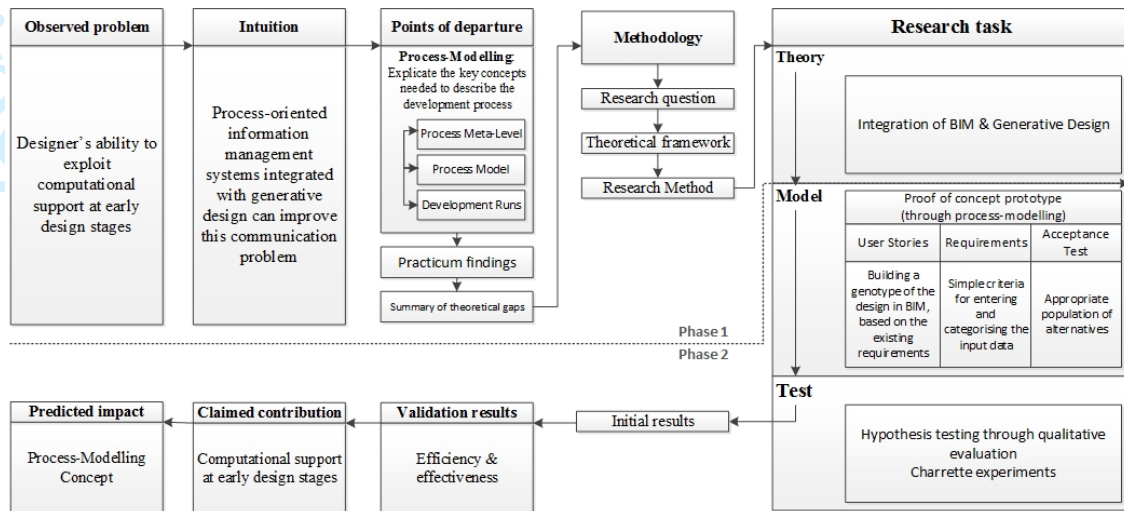 Observed problem
Designer's ability to
exploit
computational
support at early
design stages
Intuition
Process-oriented
information
management
systems integrated
with generative
design can improve
this communication
problem
Points of departure
Process-Modelling:
Explicate the key concepts
needed to describe the
development process
Process Meta-Level
Process Model
Development Runs
Practicum findings
Summary of theoretical gaps
Methodology
Research question
Theoretical framework
Research Method
Research task
Theory
Integration of BIM & Generative Design
Model
Proof of concept prototype
(through process-modelling)
User Stories
Building a
genotype of the
design in BIM,
based on the
existing
requirements
Requirements
Simple criteria
for entering
and
categorising the
input data
Acceptance
Test
Appropriate
population of
alternatives
Phase 1
Phase 2
Test
Hypothesis testing through qualitative
evaluation
Charrette experiments
Initial results
Validation results
Efficiency &
effectiveness
Claimed contribution
Computational support
at early design stages
Predicted impact
Process-Modelling
Concept